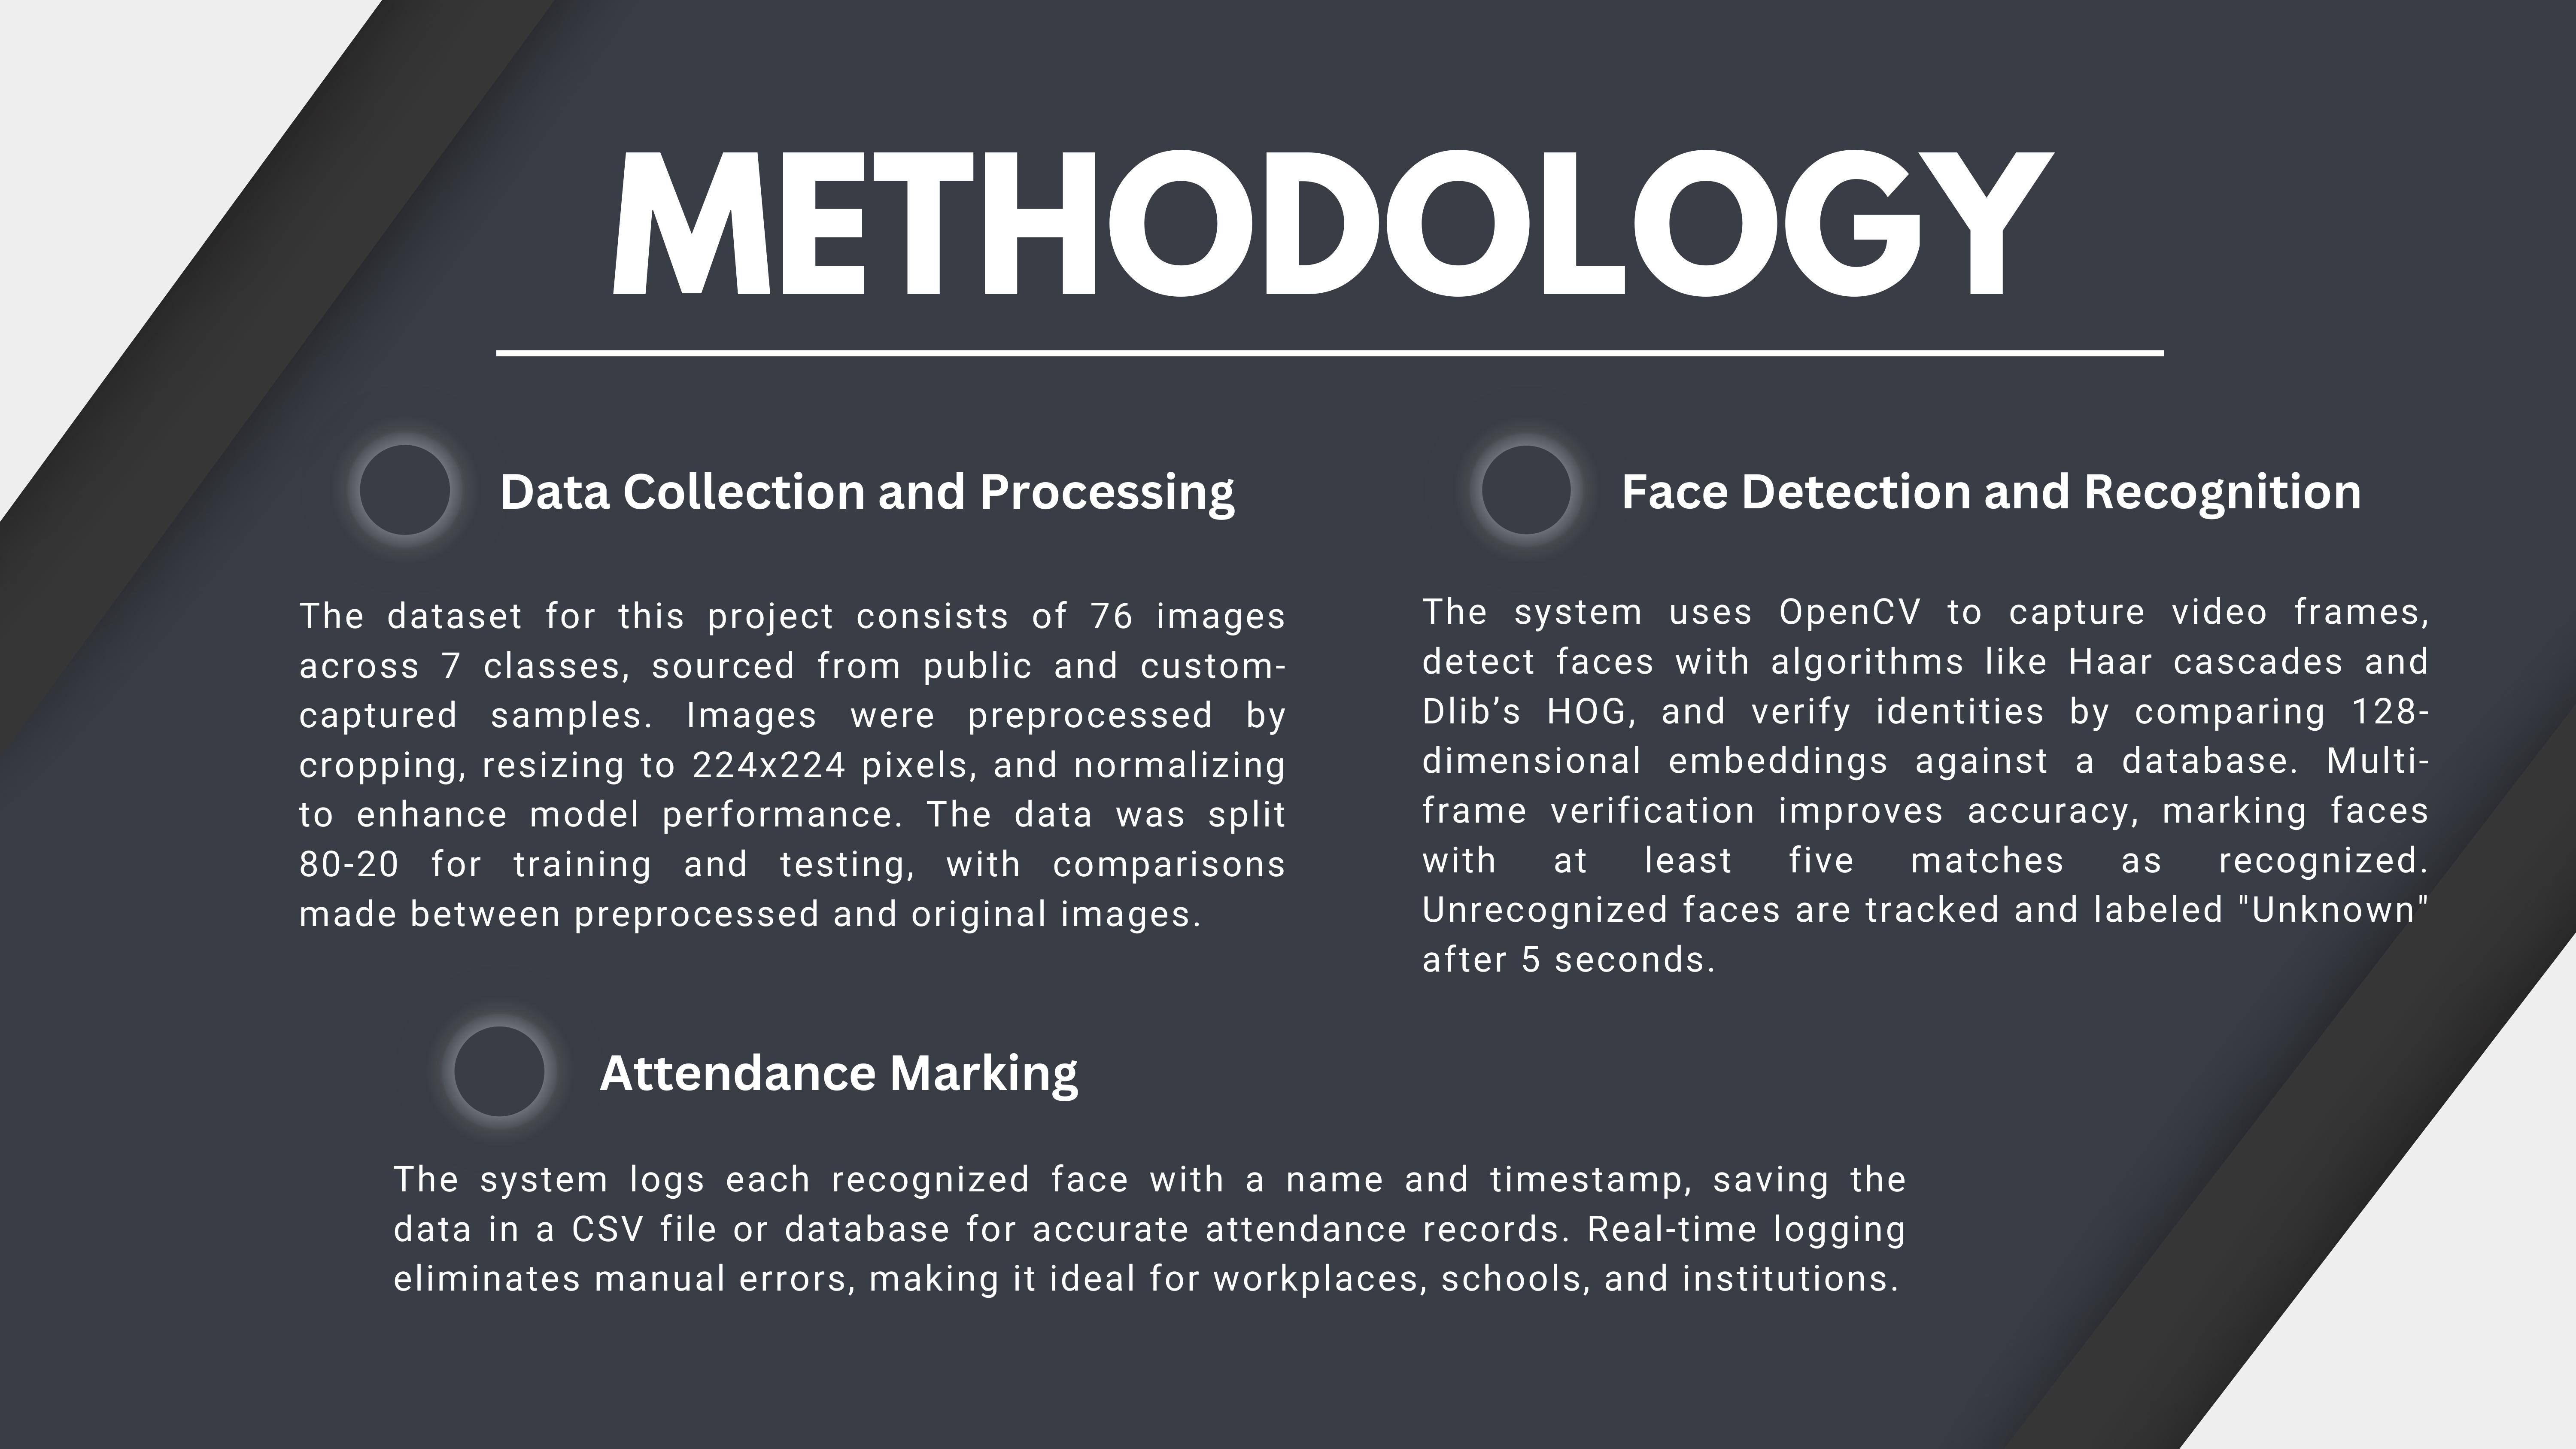 METHODOLOGY
Data Collection and Processing
The dataset for this project consists of 76 images
across 7 classes, sourced from public and custom-
captured samples. Images were preprocessed by
cropping, resizing to 224x224 pixels, and normalizing
to enhance model performance. The data was split
80-20 for training and testing, with comparisons
made between preprocessed and original images.
Face Detection and Recognition
The system uses OpenCV to capture video frames,
detect faces with algorithms like Haar cascades and
Dlib’s HOG, and verify identities by comparing 128-
dimensional embeddings against a database. Multi-
frame verification improves accuracy, marking faces
with at least five matches as recognized.
Unrecognized faces are tracked and labeled "Unknown"
after 5 seconds.
Attendance Marking
The system logs each recognized face with a name and timestamp, saving the
data in a CSV file or database for accurate attendance records. Real-time logging
eliminates manual errors, making it ideal for workplaces, schools, and institutions.